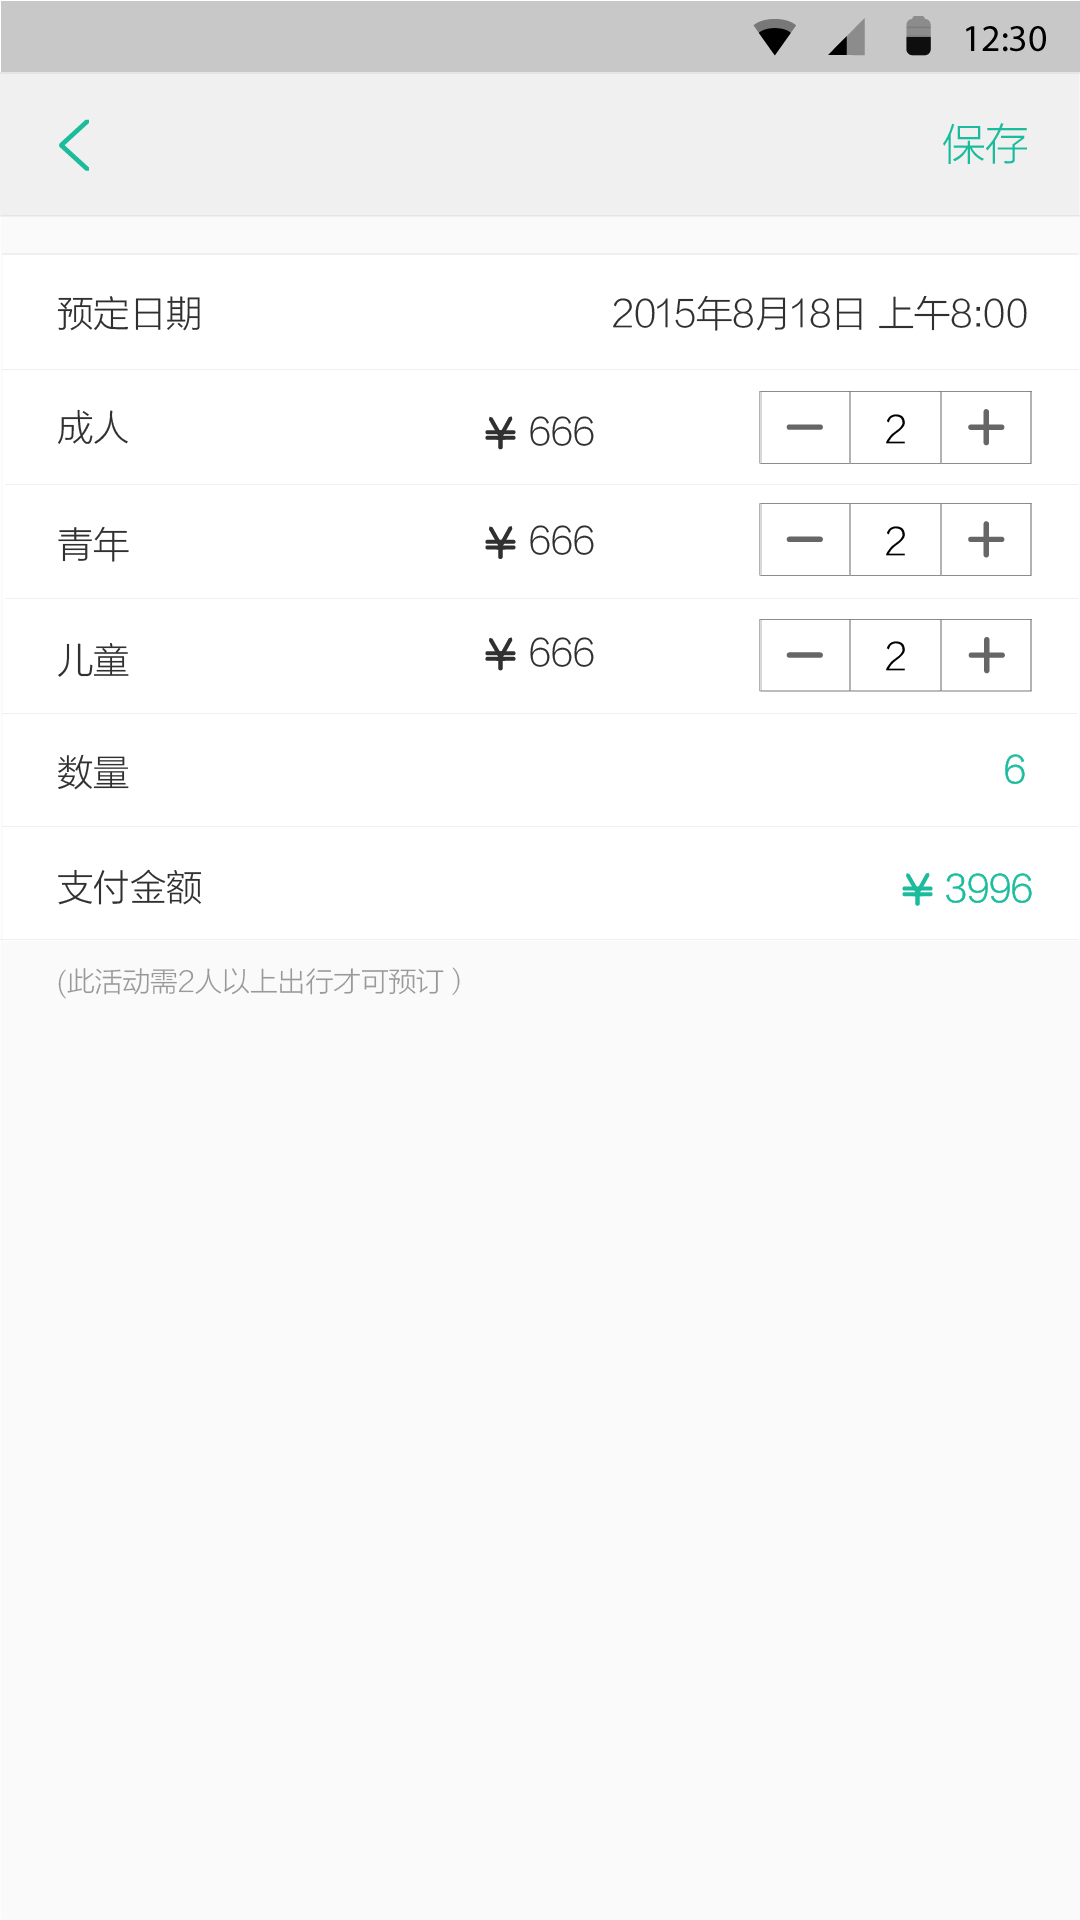 12:30
保存
预定日期 2015年8月18日 上午8:00
成人 ¥ 666 2
青年 ¥ 666 2
儿童 ¥ 666 2
数量 6
支付金额 ¥ 3996
(此活动需2人以上出行才可预订 ）